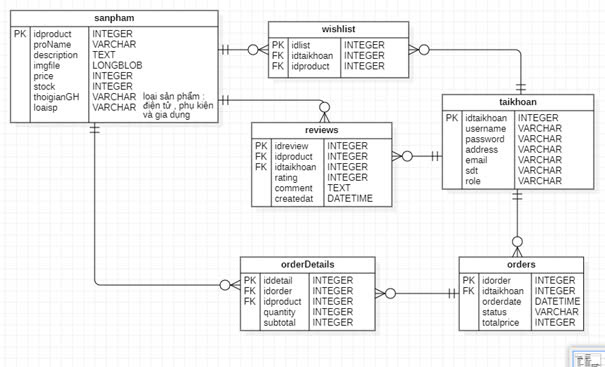 sanpham
PK idproduct INTEGER
proName VARCHAR
description TEXT
imgfile LONGBLOB
price INTEGER
stock INTEGER
thoigianGH VARCHAR
loaisp VARCHAR
loại sản phẩm :
điện tử , phụ kiện
và gia dụng
wishlist
PK idlist INTEGER
FK idtaikhoan INTEGER
FK idproduct INTEGER
taikhoan
PK idtaikhoan INTEGER
username VARCHAR
password VARCHAR
address VARCHAR
email VARCHAR
sdt VARCHAR
role VARCHAR
reviews
PK idreview INTEGER
FK idproduct INTEGER
FK idtaikhoan INTEGER
rating INTEGER
comment TEXT
createdat DATETIME
orderDetails
PK iddetail INTEGER
FK idorder INTEGER
FK idproduct INTEGER
quantity INTEGER
subtotal INTEGER
orders
PK idorder INTEGER
FK idtaikhoan INTEGER
orderdate DATETIME
status VARCHAR
totalprice INTEGER